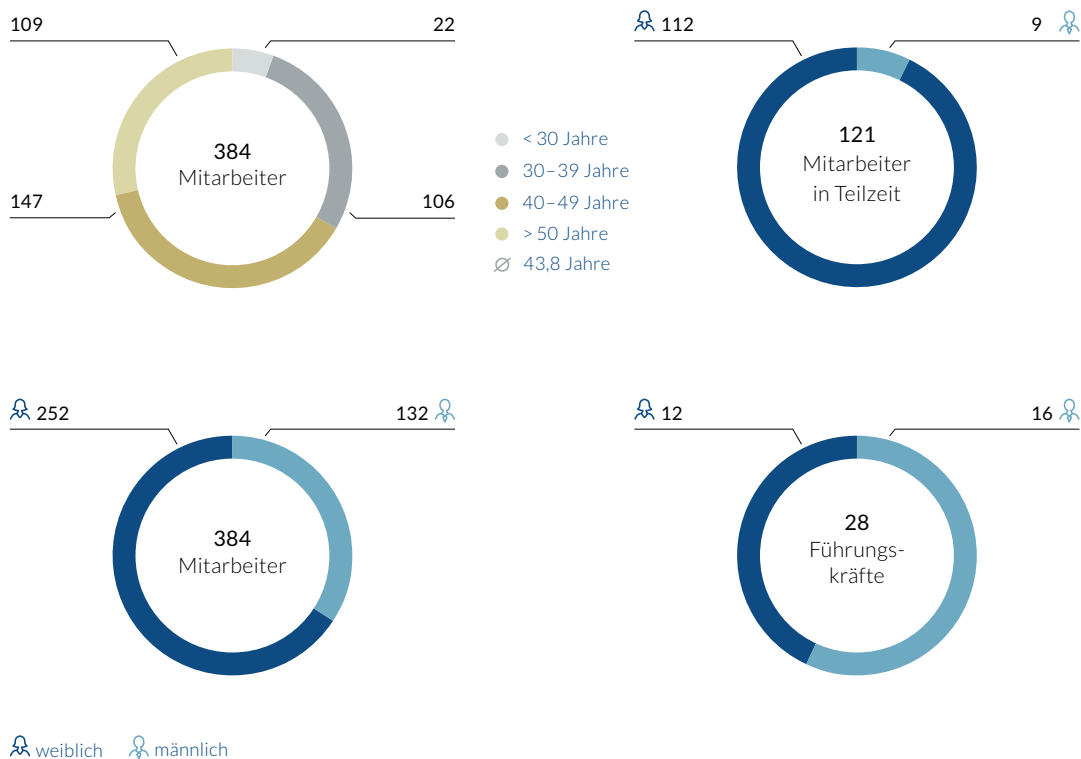 109
22
384
Mitarbeiter
147
106
< 30 Jahre
30–39 Jahre
40–49 Jahre
> 50 Jahre
Ø 43,8 Jahre
112
9
121
Mitarbeiter
in Teilzeit
252
132
384
Mitarbeiter
12
16
28
Führungs-
kräfte
weiblich
männlich